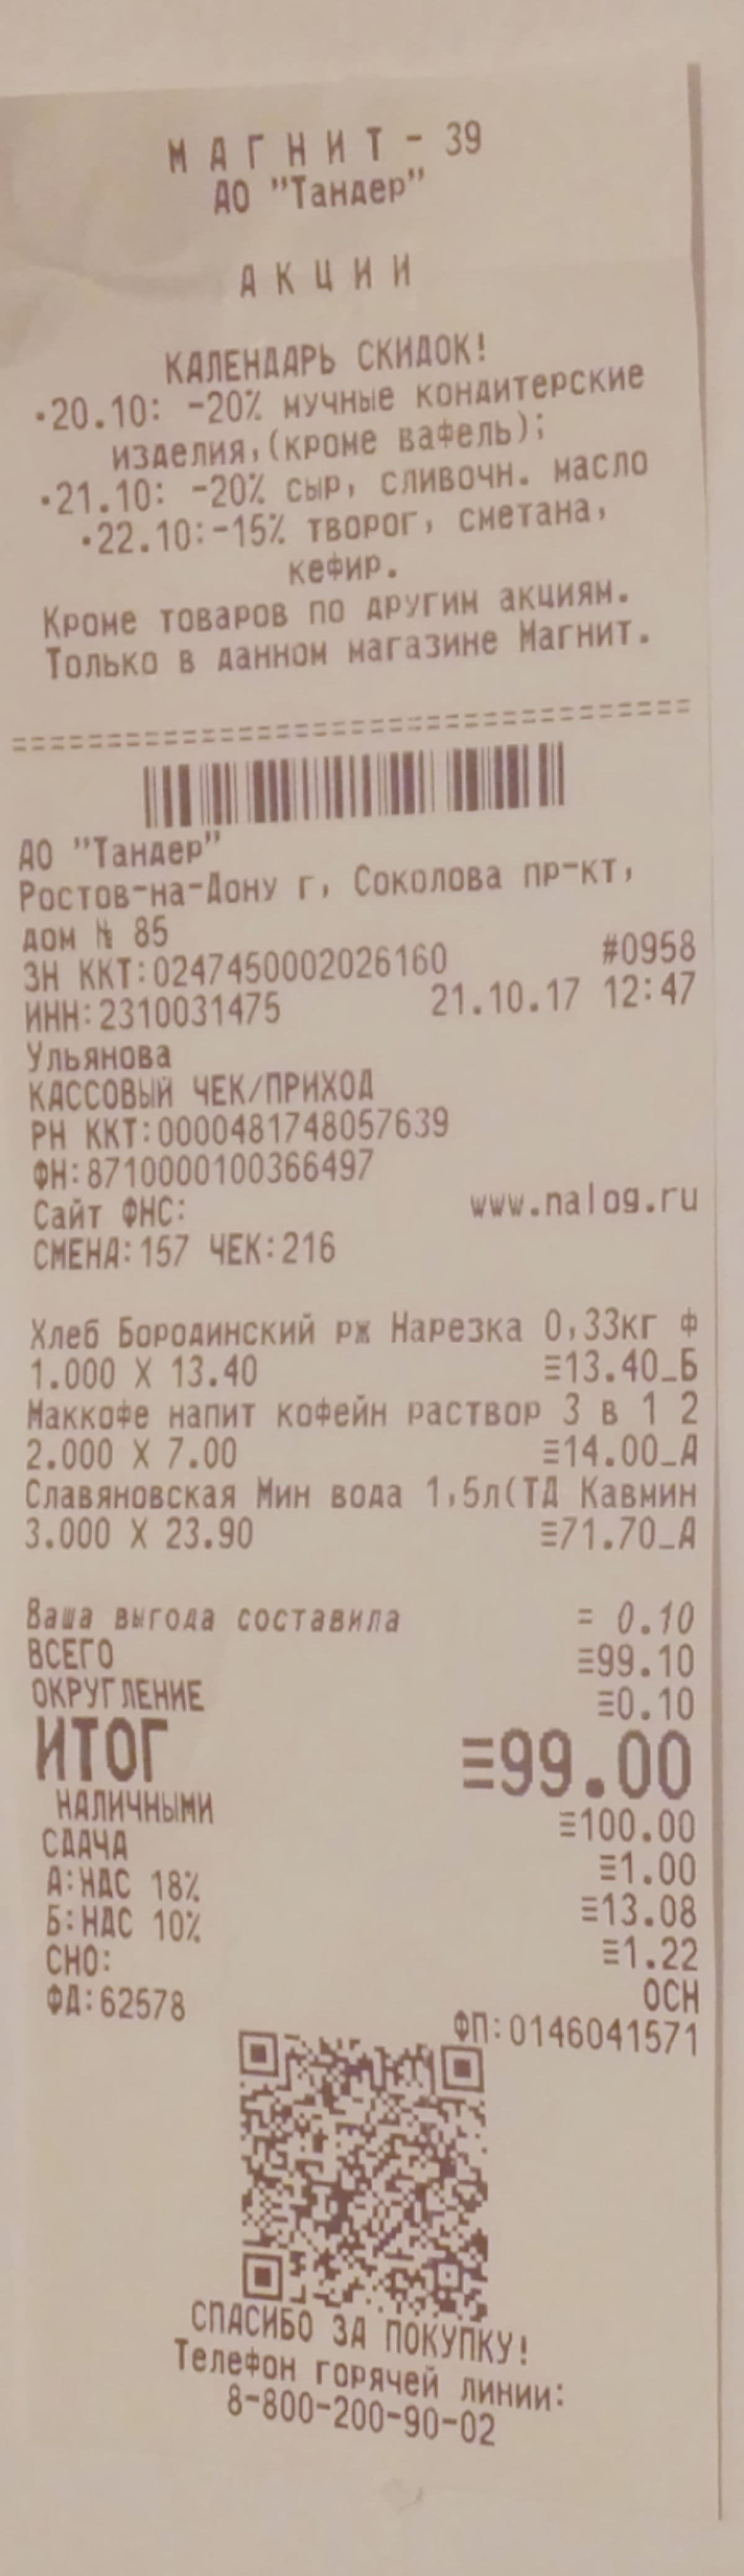 МАГНИТ - 39
АО "Тандер"
АКЦИИ
КАЛЕНДАРЬ СКИДОК!
•20.10: -20% мучные кондитерские
изделия,(кроме вафель);
•21.10: -20% сыр, сливочн. масло
•22.10:-15% творог, сметана,
кефир.
Кроме товаров по другим акциям.
Только в данном магазине Магнит.
====================================
АО "Тандер"
Ростов-на-Дону г, Соколова пр-кт,
дом № 85
ЗН ККТ:0247450002026160 #0958
ИНН:2310031475 21.10.17 12:47
Ульянова
КАССОВЫЙ ЧЕК/ПРИХОД
РН ККТ:0000481748057639
ФН:8710000100366497
Сайт ФНС: www.nalog.ru
СМЕНА:157 ЧЕК:216
Хлеб Бородинский рж Нарезка 0,33кг Ф
1.000 X 13.40 ≡13.40_Б
Маккофе напит кофейн раствор 3 в 1 2
2.000 X 7.00 ≡14.00_А
Славяновская Мин вода 1,5л(ТД Кавмин
3.000 X 23.90 ≡71.70_А
Ваша выгода составила = 0.10
ВСЕГО ≡99.10
ОКРУГЛЕНИЕ ≡0.10
ИТОГ ≡99.00
НАЛИЧНЫМИ ≡100.00
СДАЧА ≡1.00
А:НДС 18% ≡13.08
Б:НДС 10% ≡1.22
СНО: ОСН
ФД:62578 ФП:0146041571
СПАСИБО ЗА ПОКУПКУ!
Телефон горячей линии:
8-800-200-90-02